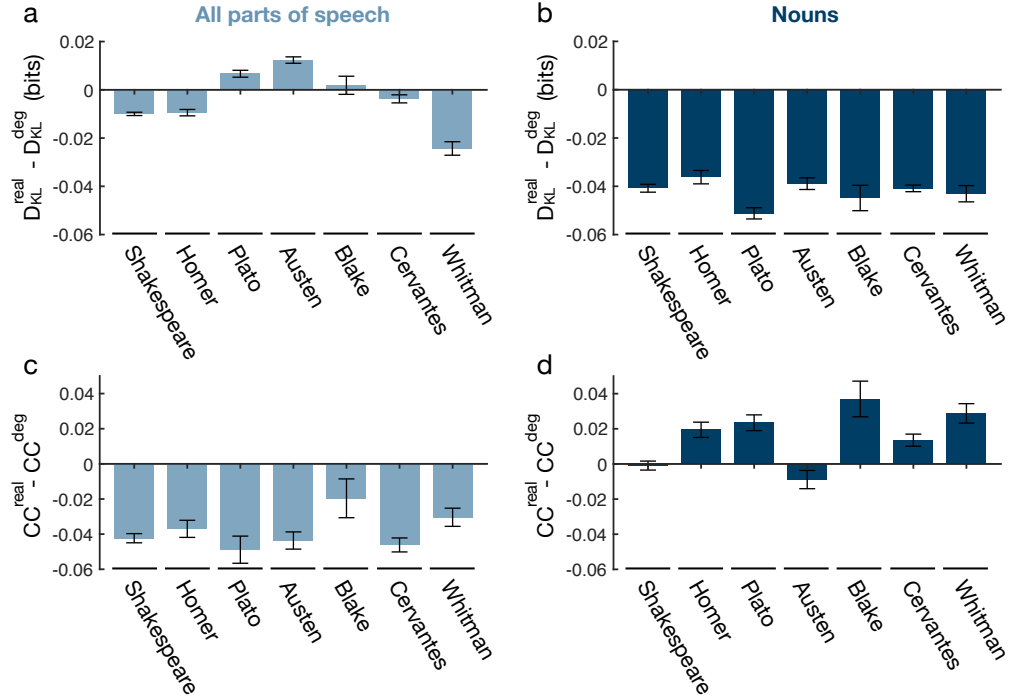 a
All parts of speech
D_KL^real - D_KL^deg (bits)
0.02
0
-0.02
-0.04
-0.06
Shakespeare
Homer
Plato
Austen
Blake
Cervantes
Whitman
b
Nouns
D_KL^real - D_KL^deg (bits)
0.02
0
-0.02
-0.04
-0.06
Shakespeare
Homer
Plato
Austen
Blake
Cervantes
Whitman
c
CC^real - CC^deg
0.04
0.02
0
-0.02
-0.04
-0.06
Shakespeare
Homer
Plato
Austen
Blake
Cervantes
Whitman
d
CC^real - CC^deg
0.04
0.02
0
-0.02
-0.04
-0.06
Shakespeare
Homer
Plato
Austen
Blake
Cervantes
Whitman